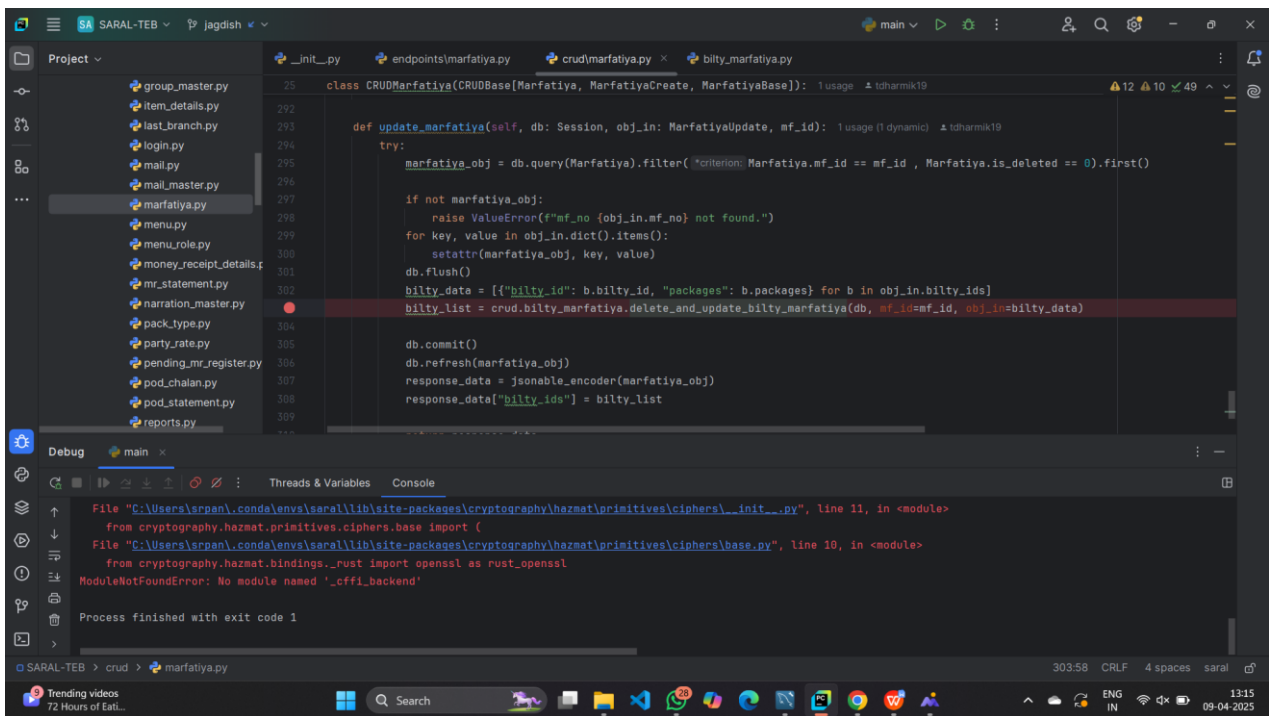 SA SARAL-TEB jagdish main
Project
__init__.py endpoints\marfatiya.py crud\marfatiya.py bilty_marfatiya.py
group_master.py
item_details.py
last_branch.py
login.py
mail.py
mail_master.py
marfatiya.py
menu.py
menu_role.py
money_receipt_details.p
mr_statement.py
narration_master.py
pack_type.py
party_rate.py
pending_mr_register.py
pod_chalan.py
pod_statement.py
reports.py
25 class CRUDMarfatiya(CRUDBase[Marfatiya, MarfatiyaCreate, MarfatiyaBase]): 1 usage tdharmik19 12 10 49
292
293 def update_marfatiya(self, db: Session, obj_in: MarfatiyaUpdate, mf_id): 1 usage (1 dynamic) tdharmik19
294 try:
295 marfatiya_obj = db.query(Marfatiya).filter( *criterion: Marfatiya.mf_id == mf_id , Marfatiya.is_deleted == 0).first()
296
297 if not marfatiya_obj:
298 raise ValueError(f"mf_no {obj_in.mf_no} not found.")
299 for key, value in obj_in.dict().items():
300 setattr(marfatiya_obj, key, value)
301 db.flush()
302 bilty_data = [{"bilty_id": b.bilty_id, "packages": b.packages} for b in obj_in.bilty_ids]
bilty_list = crud.bilty_marfatiya.delete_and_update_bilty_marfatiya(db, mf_id=mf_id, obj_in=bilty_data)
304
305 db.commit()
306 db.refresh(marfatiya_obj)
307 response_data = jsonable_encoder(marfatiya_obj)
308 response_data["bilty_ids"] = bilty_list
309
Debug main
Threads & Variables Console
File "C:\Users\srpan\.conda\envs\saral\lib\site-packages\cryptography\hazmat\primitives\ciphers\__init__.py", line 11, in <module>
from cryptography.hazmat.primitives.ciphers.base import (
File "C:\Users\srpan\.conda\envs\saral\lib\site-packages\cryptography\hazmat\primitives\ciphers\base.py", line 10, in <module>
from cryptography.hazmat.bindings._rust import openssl as rust_openssl
ModuleNotFoundError: No module named '_cffi_backend'
Process finished with exit code 1
SARAL-TEB > crud > marfatiya.py 303:58 CRLF 4 spaces saral
9 Trending videos
72 Hours of Eati...
Search
28
ENG
IN
13:15
09-04-2025